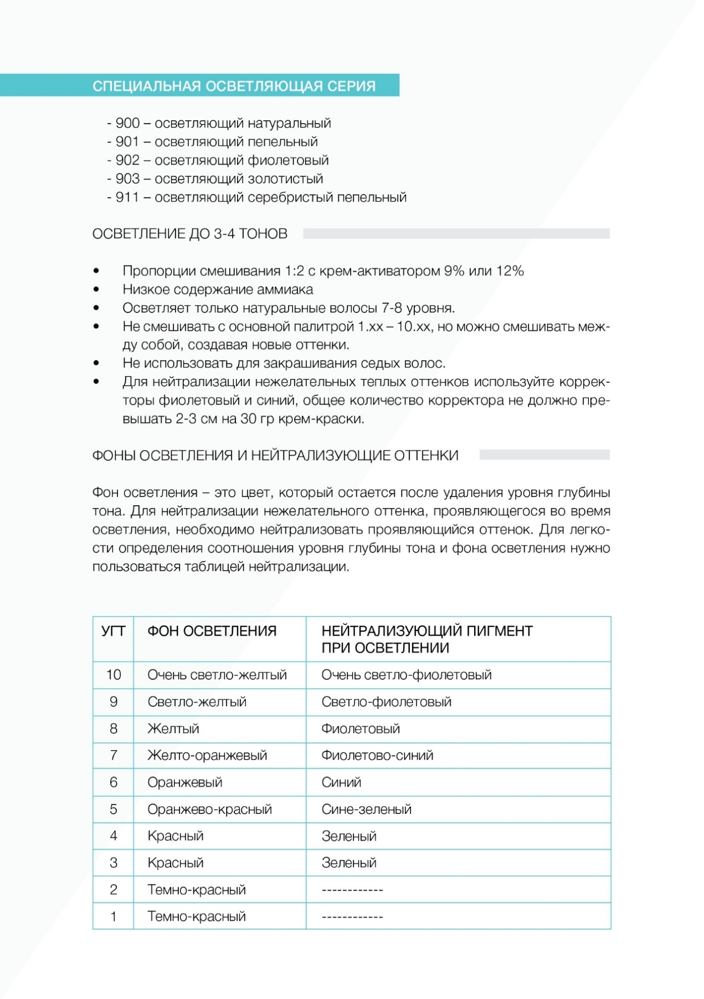 СПЕЦИАЛЬНАЯ ОСВЕТЛЯЮЩАЯ СЕРИЯ
- 900 – осветляющий натуральный
- 901 – осветляющий пепельный
- 902 – осветляющий фиолетовый
- 903 – осветляющий золотистый
- 911 – осветляющий серебристый пепельный
ОСВЕТЛЕНИЕ ДО 3-4 ТОНОВ
• Пропорции смешивания 1:2 с крем-активатором 9% или 12%
• Низкое содержание аммиака
• Осветляет только натуральные волосы 7-8 уровня.
• Не смешивать с основной палитрой 1.xx – 10.xx, но можно смешивать меж-
ду собой, создавая новые оттенки.
• Не использовать для закрашивания седых волос.
• Для нейтрализации нежелательных теплых оттенков используйте коррек-
торы фиолетовый и синий, общее количество корректора не должно пре-
вышать 2-3 см на 30 гр крем-краски.
ФОНЫ ОСВЕТЛЕНИЯ И НЕЙТРАЛИЗУЮЩИЕ ОТТЕНКИ
Фон осветления – это цвет, который остается после удаления уровня глубины
тона. Для нейтрализации нежелательного оттенка, проявляющегося во время
осветления, необходимо нейтрализовать проявляющийся оттенок. Для легко-
сти определения соотношения уровня глубины тона и фона осветления нужно
пользоваться таблицей нейтрализации.
УГТ ФОН ОСВЕТЛЕНИЯ НЕЙТРАЛИЗУЮЩИЙ ПИГМЕНТ
ПРИ ОСВЕТЛЕНИИ
10 Очень светло-желтый Очень светло-фиолетовый
9 Светло-желтый Светло-фиолетовый
8 Желтый Фиолетовый
7 Желто-оранжевый Фиолетово-синий
6 Оранжевый Синий
5 Оранжево-красный Сине-зеленый
4 Красный Зеленый
3 Красный Зеленый
2 Темно-красный ------------
1 Темно-красный ------------